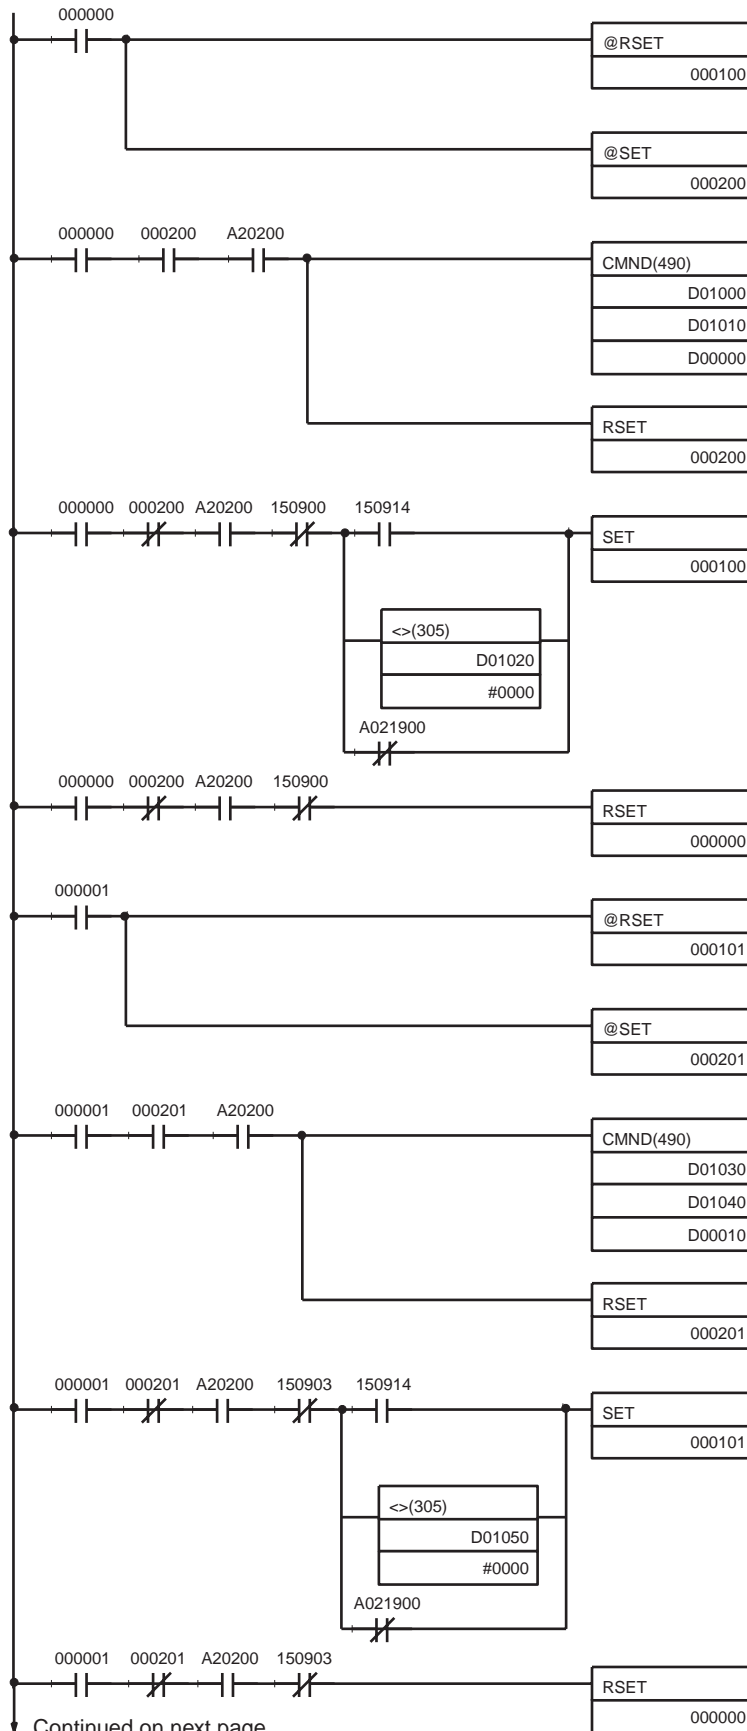 000000
@RSET
000100
@SET
000200
000000 000200 A20200
CMND(490)
D01000
D01010
D00000
RSET
000200
000000 000200 A20200 150900 150914
SET
000100
<>(305)
D01020
#0000
A021900
000000 000200 A20200 150900
RSET
000000
000001
@RSET
000101
@SET
000201
000001 000201 A20200
CMND(490)
D01030
D01040
D00010
RSET
000201
000001 000201 A20200 150903 150914
SET
000101
<>(305)
D01050
#0000
A021900
000001 000201 A20200 150903
RSET
000000
Continued on next page